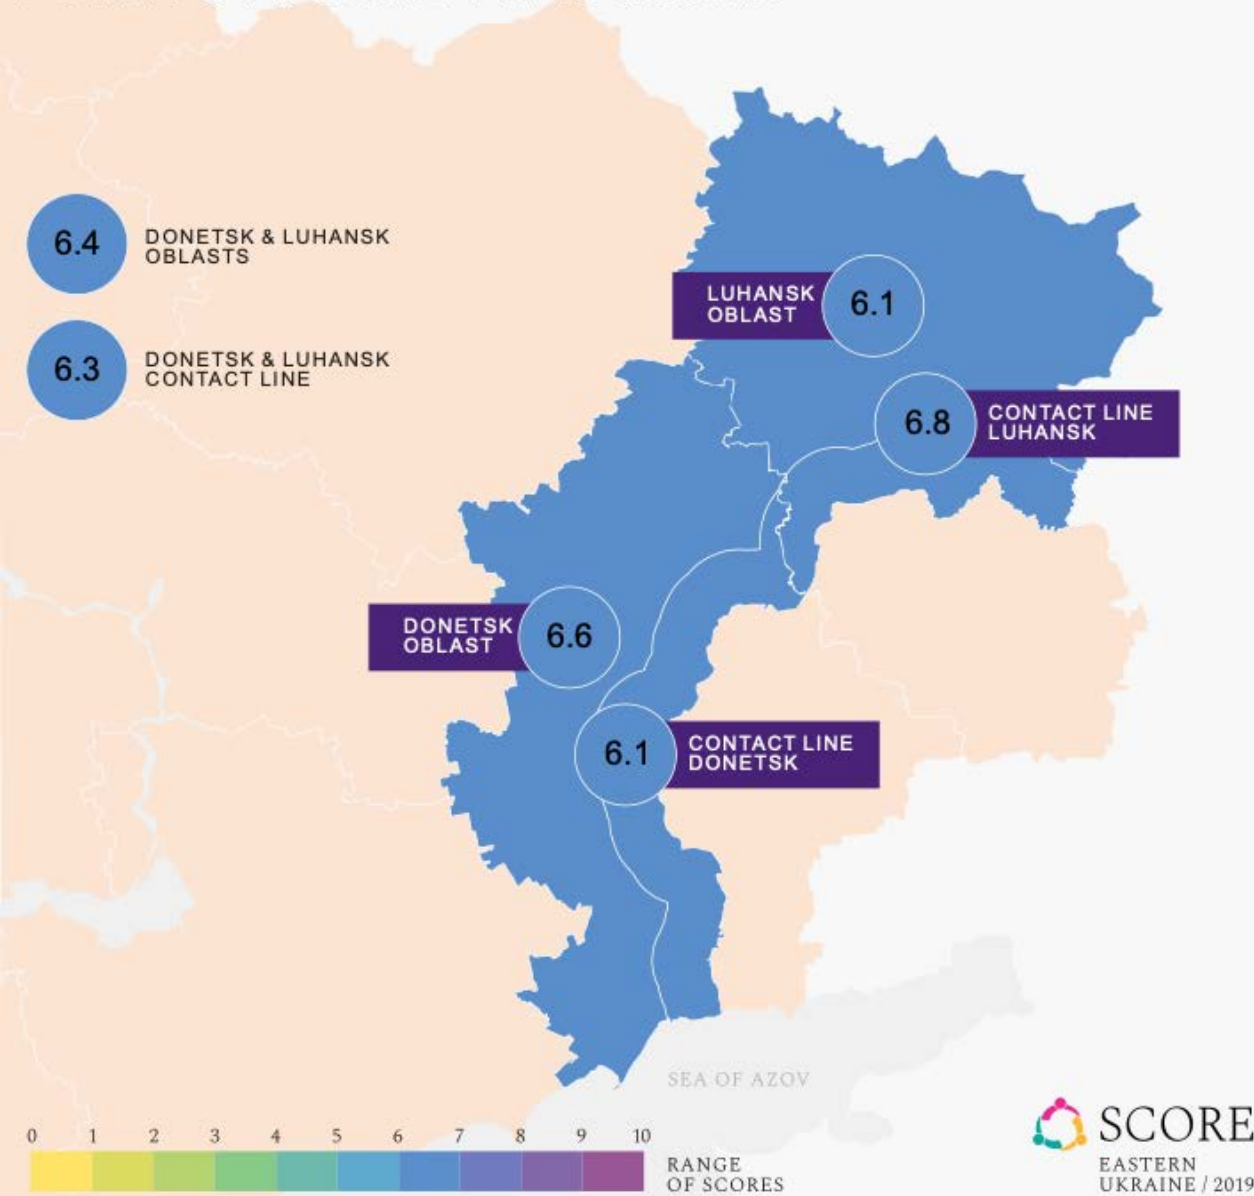 6.4
DONETSK & LUHANSK
OBLASTS
6.3
DONETSK & LUHANSK
CONTACT LINE
LUHANSK
OBLAST
6.1
6.8
CONTACT LINE
LUHANSK
DONETSK
OBLAST
6.6
6.1
CONTACT LINE
DONETSK
SEA OF AZOV
0 1 2 3 4 5 6 7 8 9 10
RANGE
OF SCORES
SCORE
EASTERN
UKRAINE / 2019